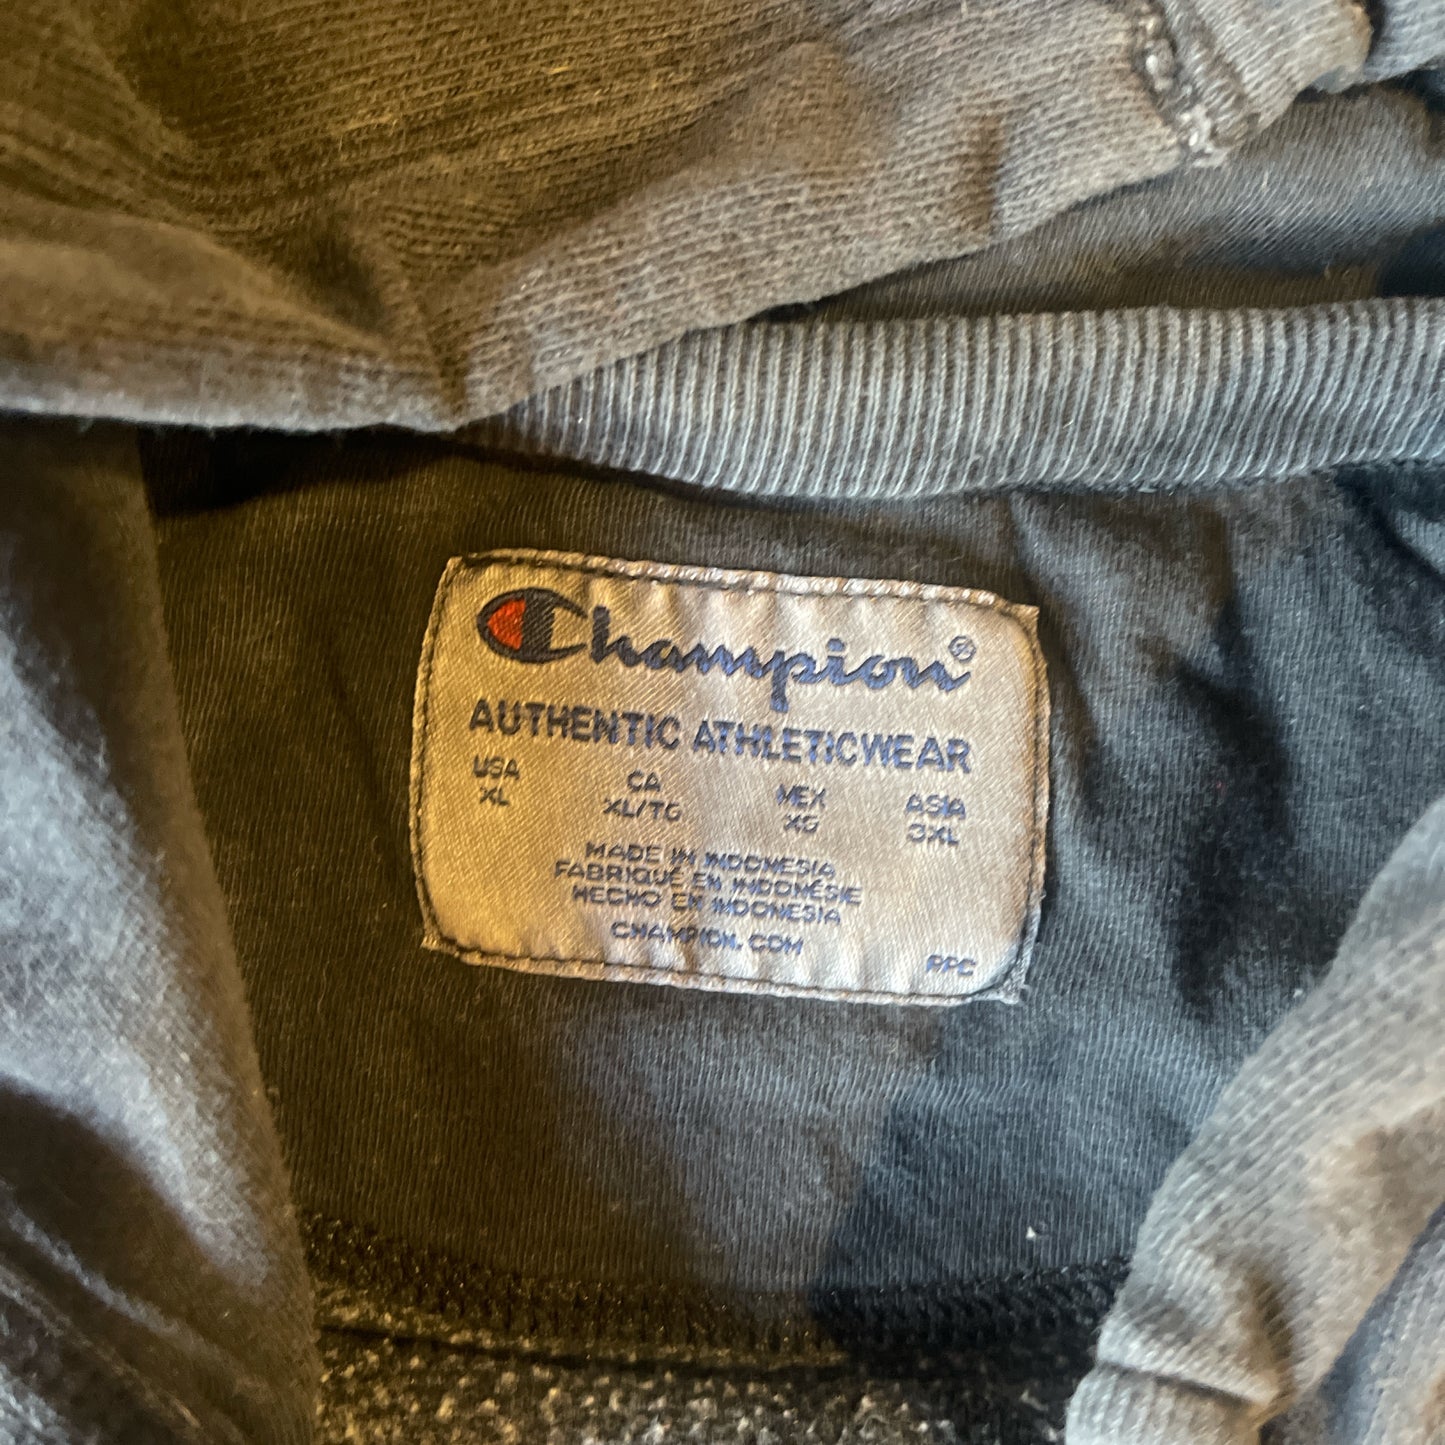 Champion®
AUTHENTIC ATHLETICWEAR
USA CA MEX ASIA
XL XL/TG XG 3XL
MADE IN INDONESIA
FABRIQUÉ EN INDONÉSIE
HECHO EN INDONESIA
CHAMPION.COM
PPC